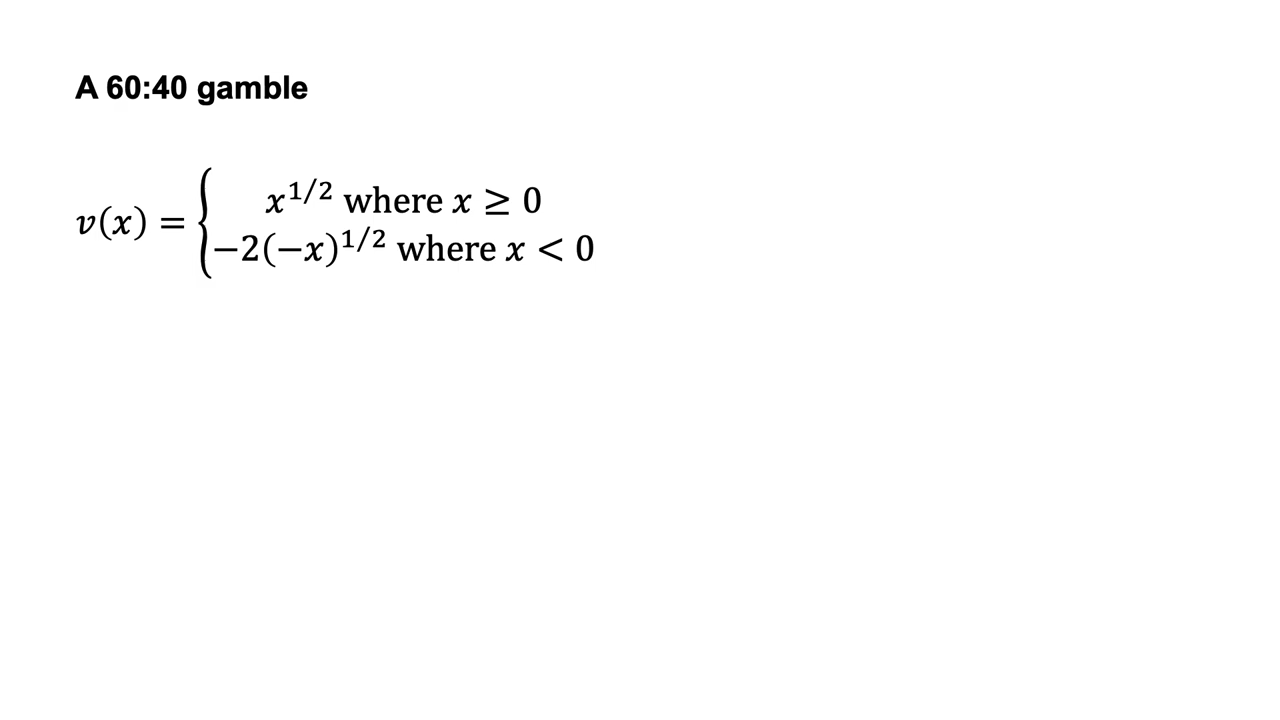 A 60:40 gamble
v(x) = { x^{1/2} where x ≥ 0
−2(−x)^{1/2} where x < 0